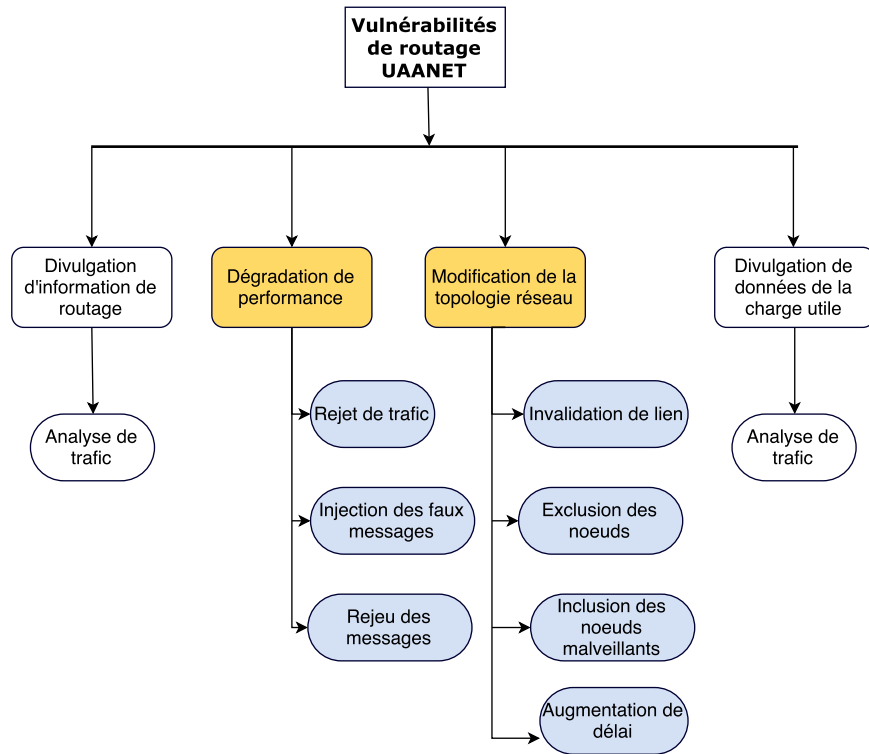 Vulnérabilités
de routage
UAANET
Divulgation
d'information de
routage
Dégradation de
performance
Modification de la
topologie réseau
Divulgation de
données de la
charge utile
Analyse de
trafic
Rejet de trafic
Injection des faux
messages
Rejeu des
messages
Invalidation de lien
Exclusion des
noeuds
Inclusion des
noeuds
malveillants
Augmentation de
délai
Analyse de
trafic